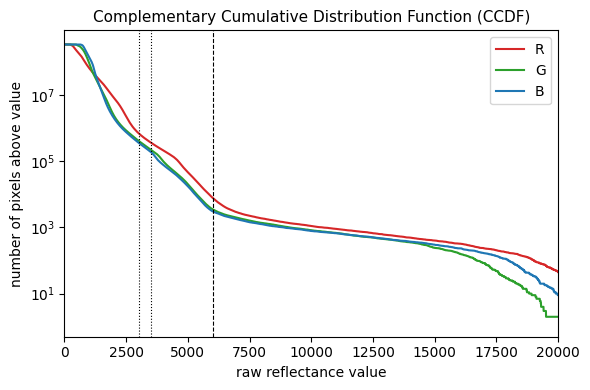 Complementary Cumulative Distribution Function (CCDF)
number of pixels above value
10^7
10^5
10^3
10^1
R
G
B
0 2500 5000 7500 10000 12500 15000 17500 20000
raw reflectance value